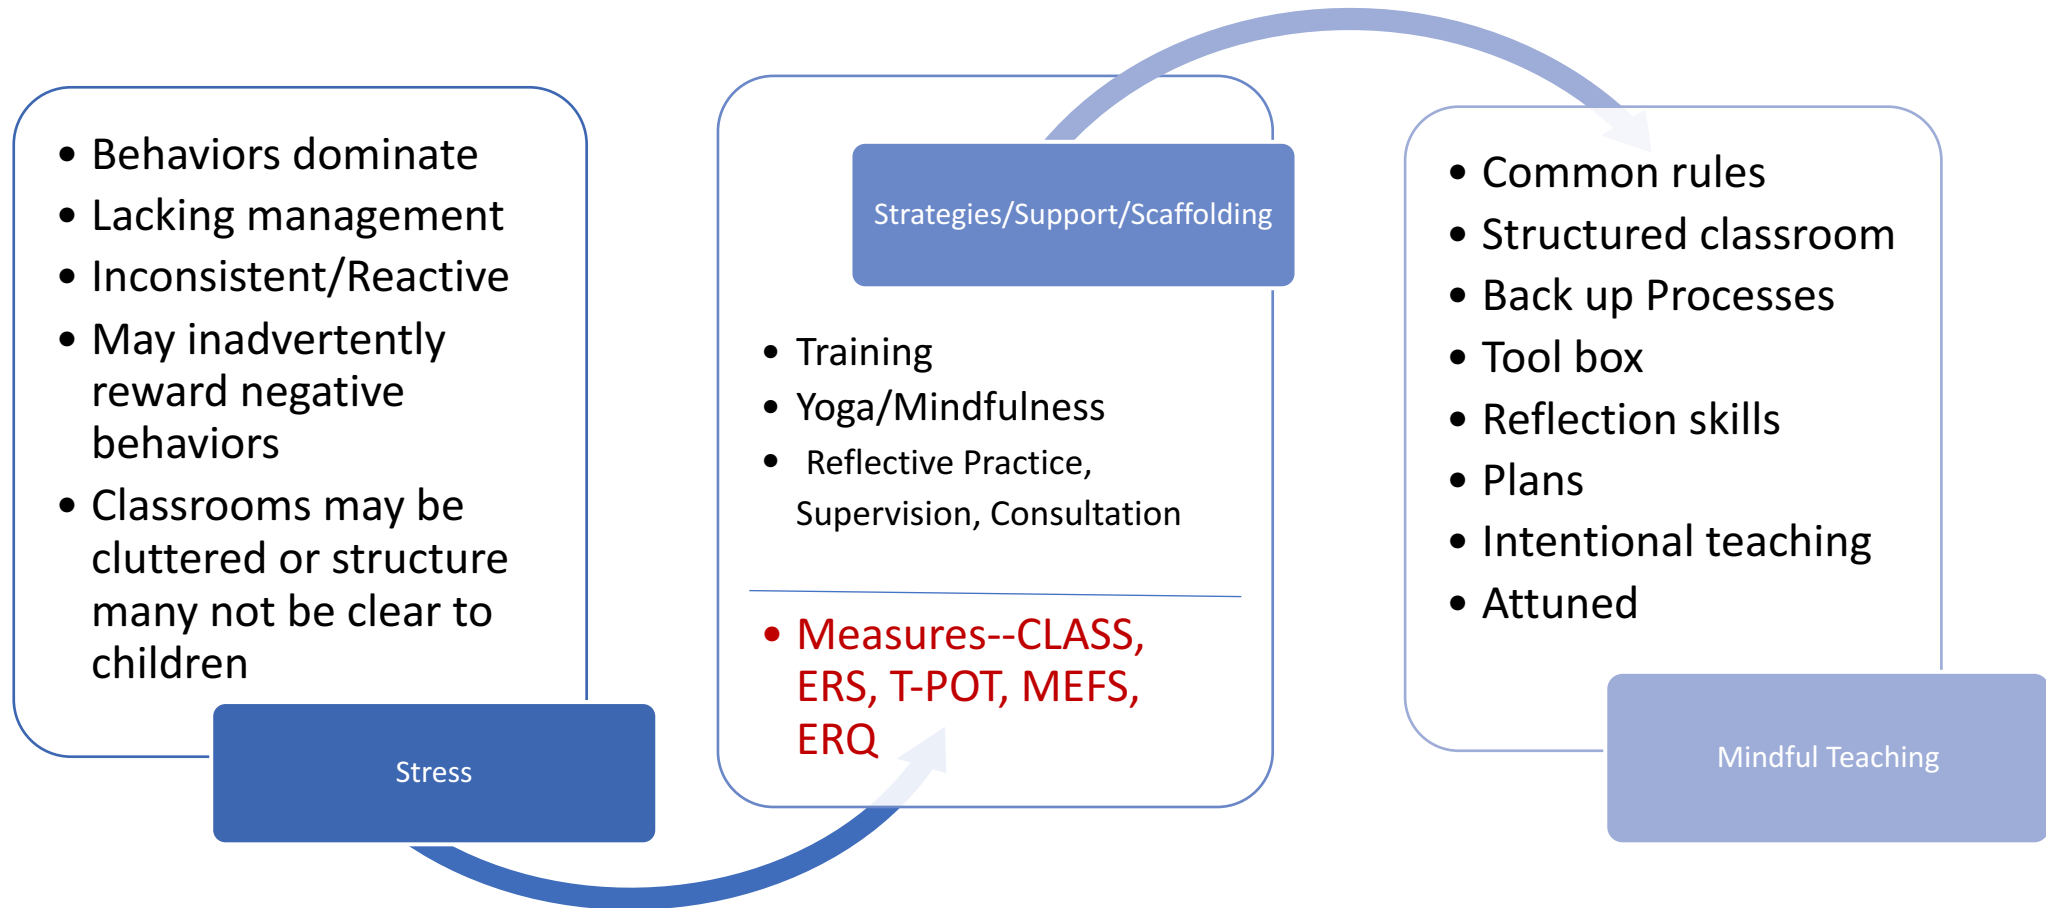 • Behaviors dominate
• Lacking management
• Inconsistent/Reactive
• May inadvertently
reward negative
behaviors
• Classrooms may be
cluttered or structure
many not be clear to
children
Stress
Strategies/Support/Scaffolding
• Training
• Yoga/Mindfulness
• Reflective Practice,
Supervision, Consultation
• Measures--CLASS,
ERS, T-POT, MEFS,
ERQ
• Common rules
• Structured classroom
• Back up Processes
• Tool box
• Reflection skills
• Plans
• Intentional teaching
• Attuned
Mindful Teaching